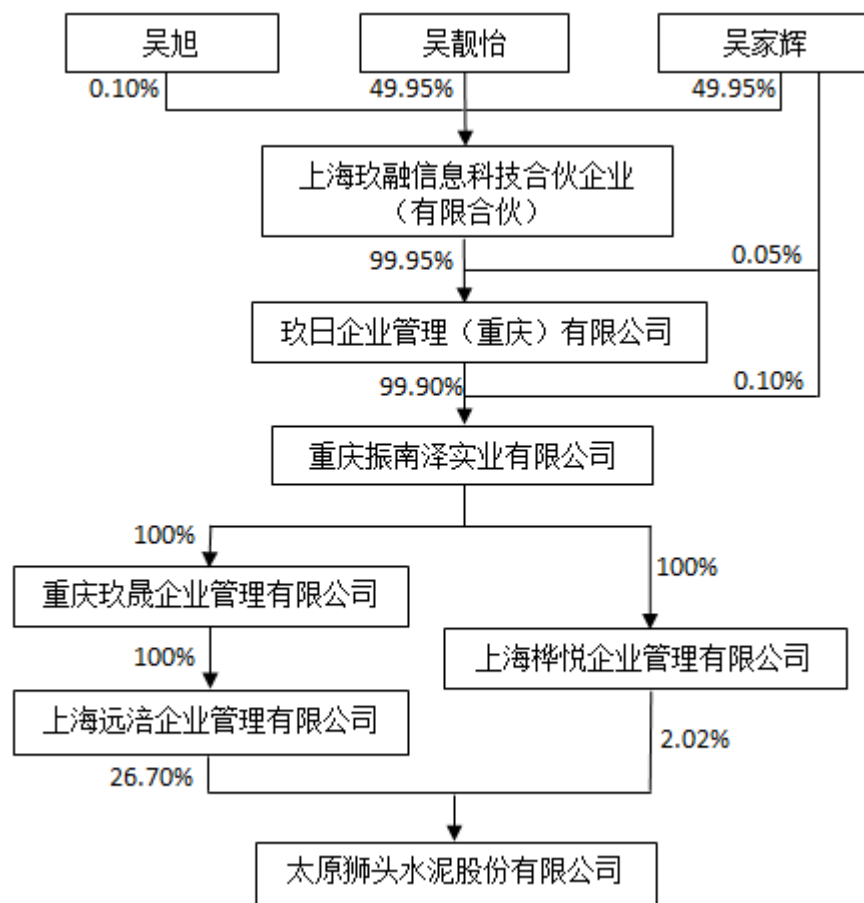 吴旭
吴靓怡
吴家辉
0.10%
49.95%
49.95%
上海玖融信息科技合伙企业
（有限合伙）
99.95%
0.05%
玖日企业管理（重庆）有限公司
99.90%
0.10%
重庆振南泽实业有限公司
100%
100%
重庆玖晟企业管理有限公司
100%
上海桦悦企业管理有限公司
上海远涪企业管理有限公司
2.02%
26.70%
太原狮头水泥股份有限公司